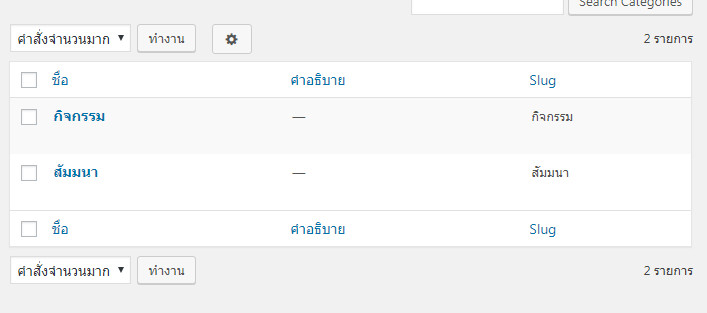 Search Categories
คำสั่งจำนวนมาก ทำงาน 2 รายการ
ชื่อ คำอธิบาย Slug
กิจกรรม — กิจกรรม
สัมมนา — สัมมนา
ชื่อ คำอธิบาย Slug
คำสั่งจำนวนมาก ทำงาน 2 รายการ